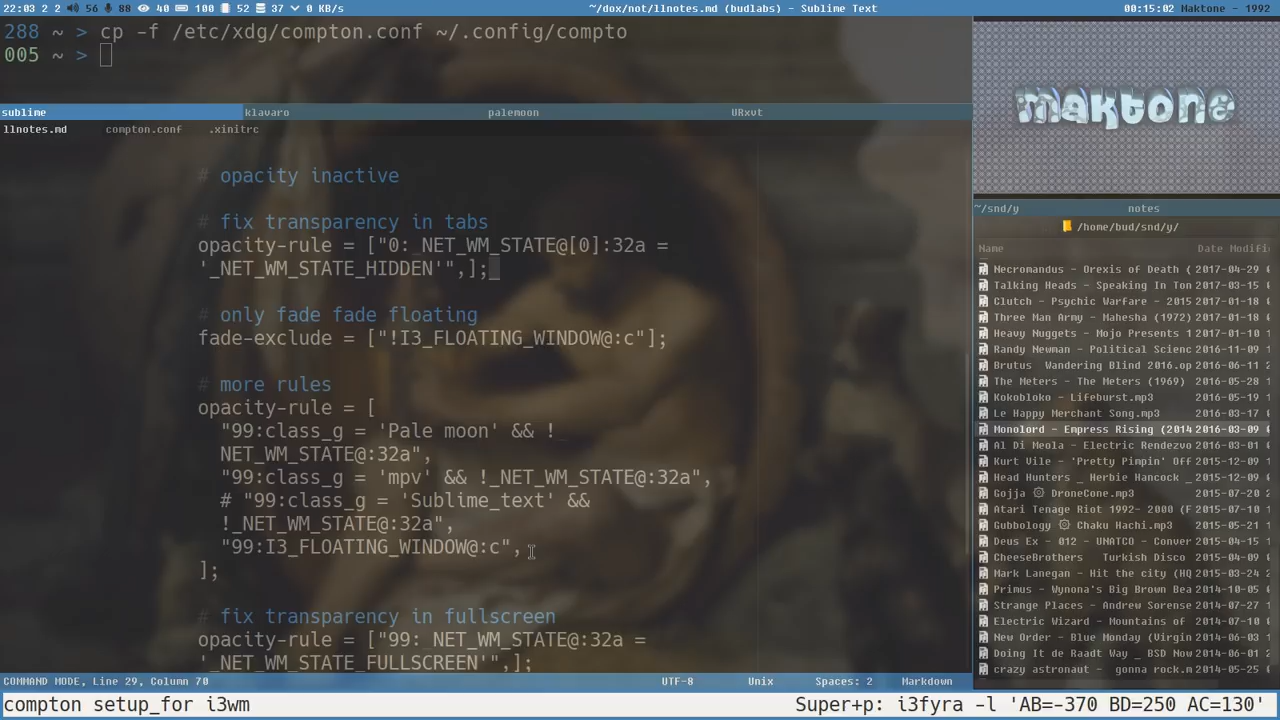 22:03 2 2 56 88 40 100 52 37 0 KB/s
~/dox/not/llnotes.md (budlabs) - Sublime Text
00:15:02 Maktone - 1992
288 ~ > cp -f /etc/xdg/compton.conf ~/.config/compto
005 ~ >
maktone
sublime klavaro palemoon URxvt
llnotes.md compton.conf .xinitrc
# opacity inactive
# fix transparency in tabs
opacity-rule = ["0:_NET_WM_STATE@[0]:32a =
'_NET_WM_STATE_HIDDEN'",];
# only fade fade floating
fade-exclude = ["!I3_FLOATING_WINDOW@:c"];
# more rules
opacity-rule = [
"99:class_g = 'Pale moon' && !_
NET_WM_STATE@:32a",
"99:class_g = 'mpv' && !_NET_WM_STATE@:32a",
# "99:class_g = 'Sublime_text' &&
!_NET_WM_STATE@:32a",
"99:I3_FLOATING_WINDOW@:c",
];
# fix transparency in fullscreen
opacity-rule = ["99:_NET_WM_STATE@:32a =
'_NET_WM_STATE_FULLSCREEN'",];
COMMAND MODE, Line 29, Column 70 UTF-8 Unix Spaces: 2 Markdown
~/snd/y notes
/home/bud/snd/y/
Name Date Modifi
Necromandus - Orexis of Death ( 2017-04-29
Talking Heads - Speaking In Ton 2017-03-15
Clutch - Psychic Warfare - 2015 2017-01-18
Three Man Army - Mahesha (1972) 2017-01-18
Heavy Nuggets - Mojo Presents 1 2017-01-10
Randy Newman - Political Scienc 2016-11-09
Brutus Wandering Blind 2016.op 2016-06-11
The Meters - The Meters (1969) 2016-05-28
Kokobloko - Lifeburst.mp3 2016-05-19
Le Happy Merchant Song.mp3 2016-03-17
Monolord - Empress Rising (2014 2016-03-09
Al Di Meola - Electric Rendezvo 2016-03-01
Kurt Vile - 'Pretty Pimpin' Off 2015-12-09
Head Hunters _ Herbie Hancock _ 2015-12-09
Gojja DroneCone.mp3 2015-07-20
Atari Tenage Riot 1992- 2000 (F 2015-07-10
Gubbology Chaku Hachi.mp3 2015-05-21
Deus Ex - 012 - UNATCO - Conver 2015-04-15
CheeseBrothers Turkish Disco 2015-04-11
Mark Lanegan - Hit the city (HQ 2015-03-24
Primus - Wynona's Big Brown Bea 2014-10-05
Strange Places - Andrew Sorense 2014-07-27
Electric Wizard - Mountains of 2014-07-10
New Order - Blue Monday (Virgin 2014-06-03
Doing It de Raadt Way _ BSD Now 2014-06-01
crazy astronaut - gonna rock.m 2014-05-25
compton setup_for i3wm
Super+p: i3fyra -l 'AB=-370 BD=250 AC=130'